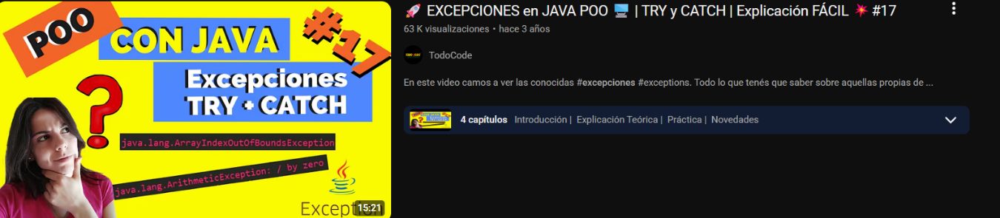 POO
CON JAVA
#17
Excepciones
TRY + CATCH
java.lang.ArrayIndexOutOfBoundsException
java.lang.ArithmeticException: / by zero
Exception
15:21
🚀 EXCEPCIONES en JAVA POO 💻 | TRY y CATCH | Explicación FÁCIL 💥 #17
63 K visualizaciones • hace 3 años
TODO CODE
TodoCode
En este video camos a ver las conocidas #excepciones #exceptions. Todo lo que tenés que saber sobre aquellas propias de ...
4 capítulos Introducción | Explicación Teórica | Práctica | Novedades